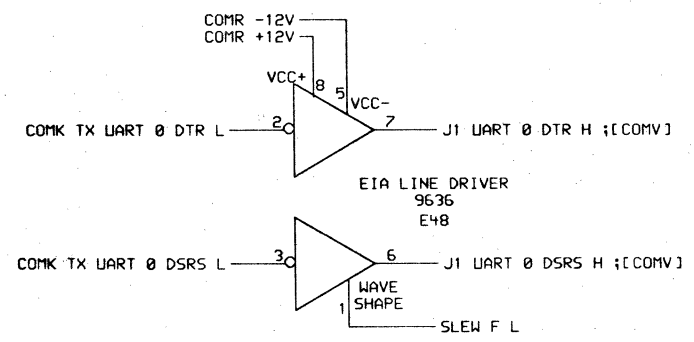 COMR -12V
COMR +12V
VCC+ 8 5 VCC-
COMK TX UART 0 DTR L 2 7 J1 UART 0 DTR H ;[COMV]
EIA LINE DRIVER
9636
E48
COMK TX UART 0 DSRS L 3 6 J1 UART 0 DSRS H ;[COMV]
WAVE
SHAPE
1
SLEW F L